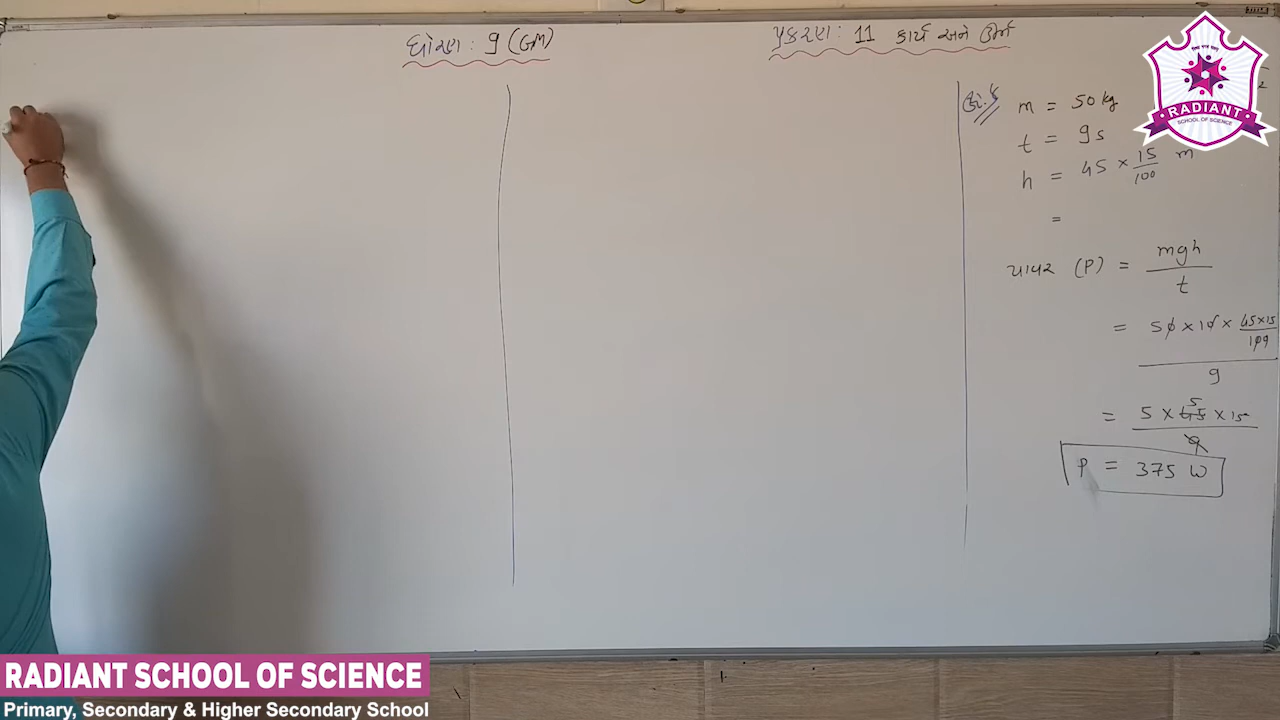 ધોરણ : 9 (GM)
પ્રકરણ : 11 કાર્ય અને ઊર્જા
m = 50 kg
t = 9 s
h = 45 × 15/100 m
=
પાવર (P) = mgh / t
= 50 × 10 × 45×15/100 / 9
= 5 × 45 5 × 15 / 9
P = 375 W
RADIANT
SCHOOL OF SCIENCE
RADIANT SCHOOL OF SCIENCE
Primary, Secondary & Higher Secondary School